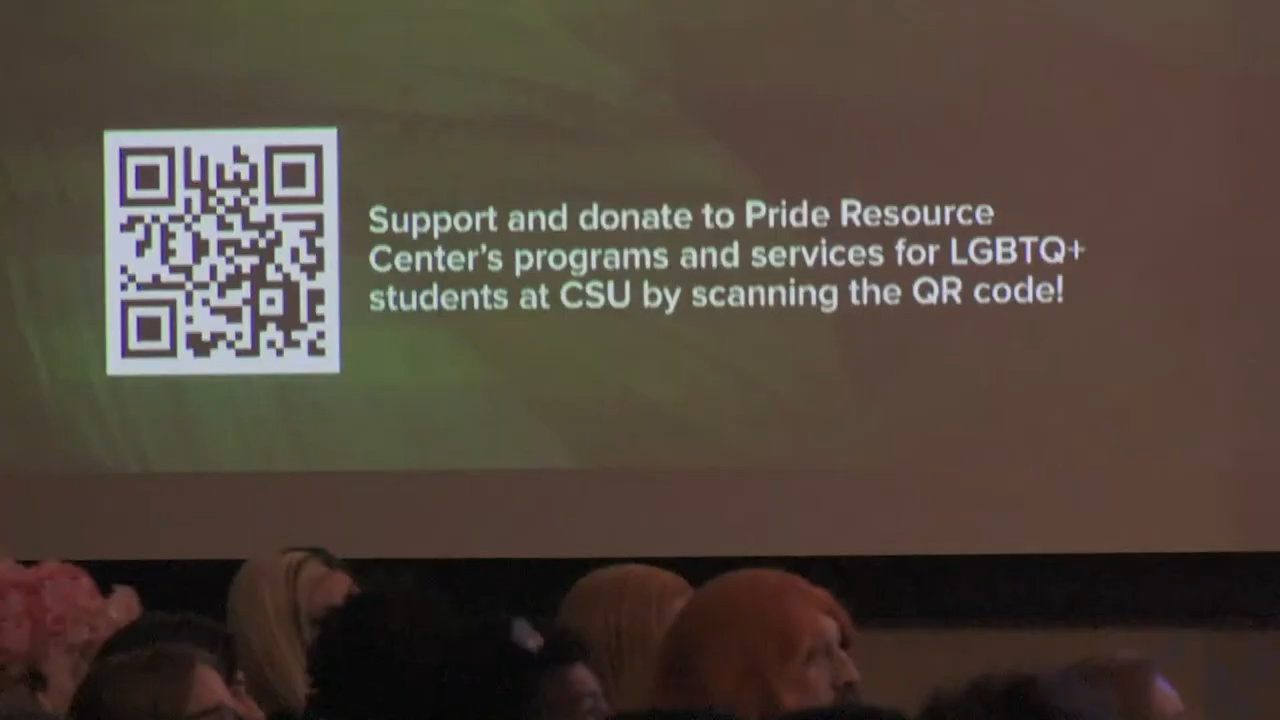 Support and donate to Pride Resource
Center's programs and services for LGBTQ+
students at CSU by scanning the QR code!